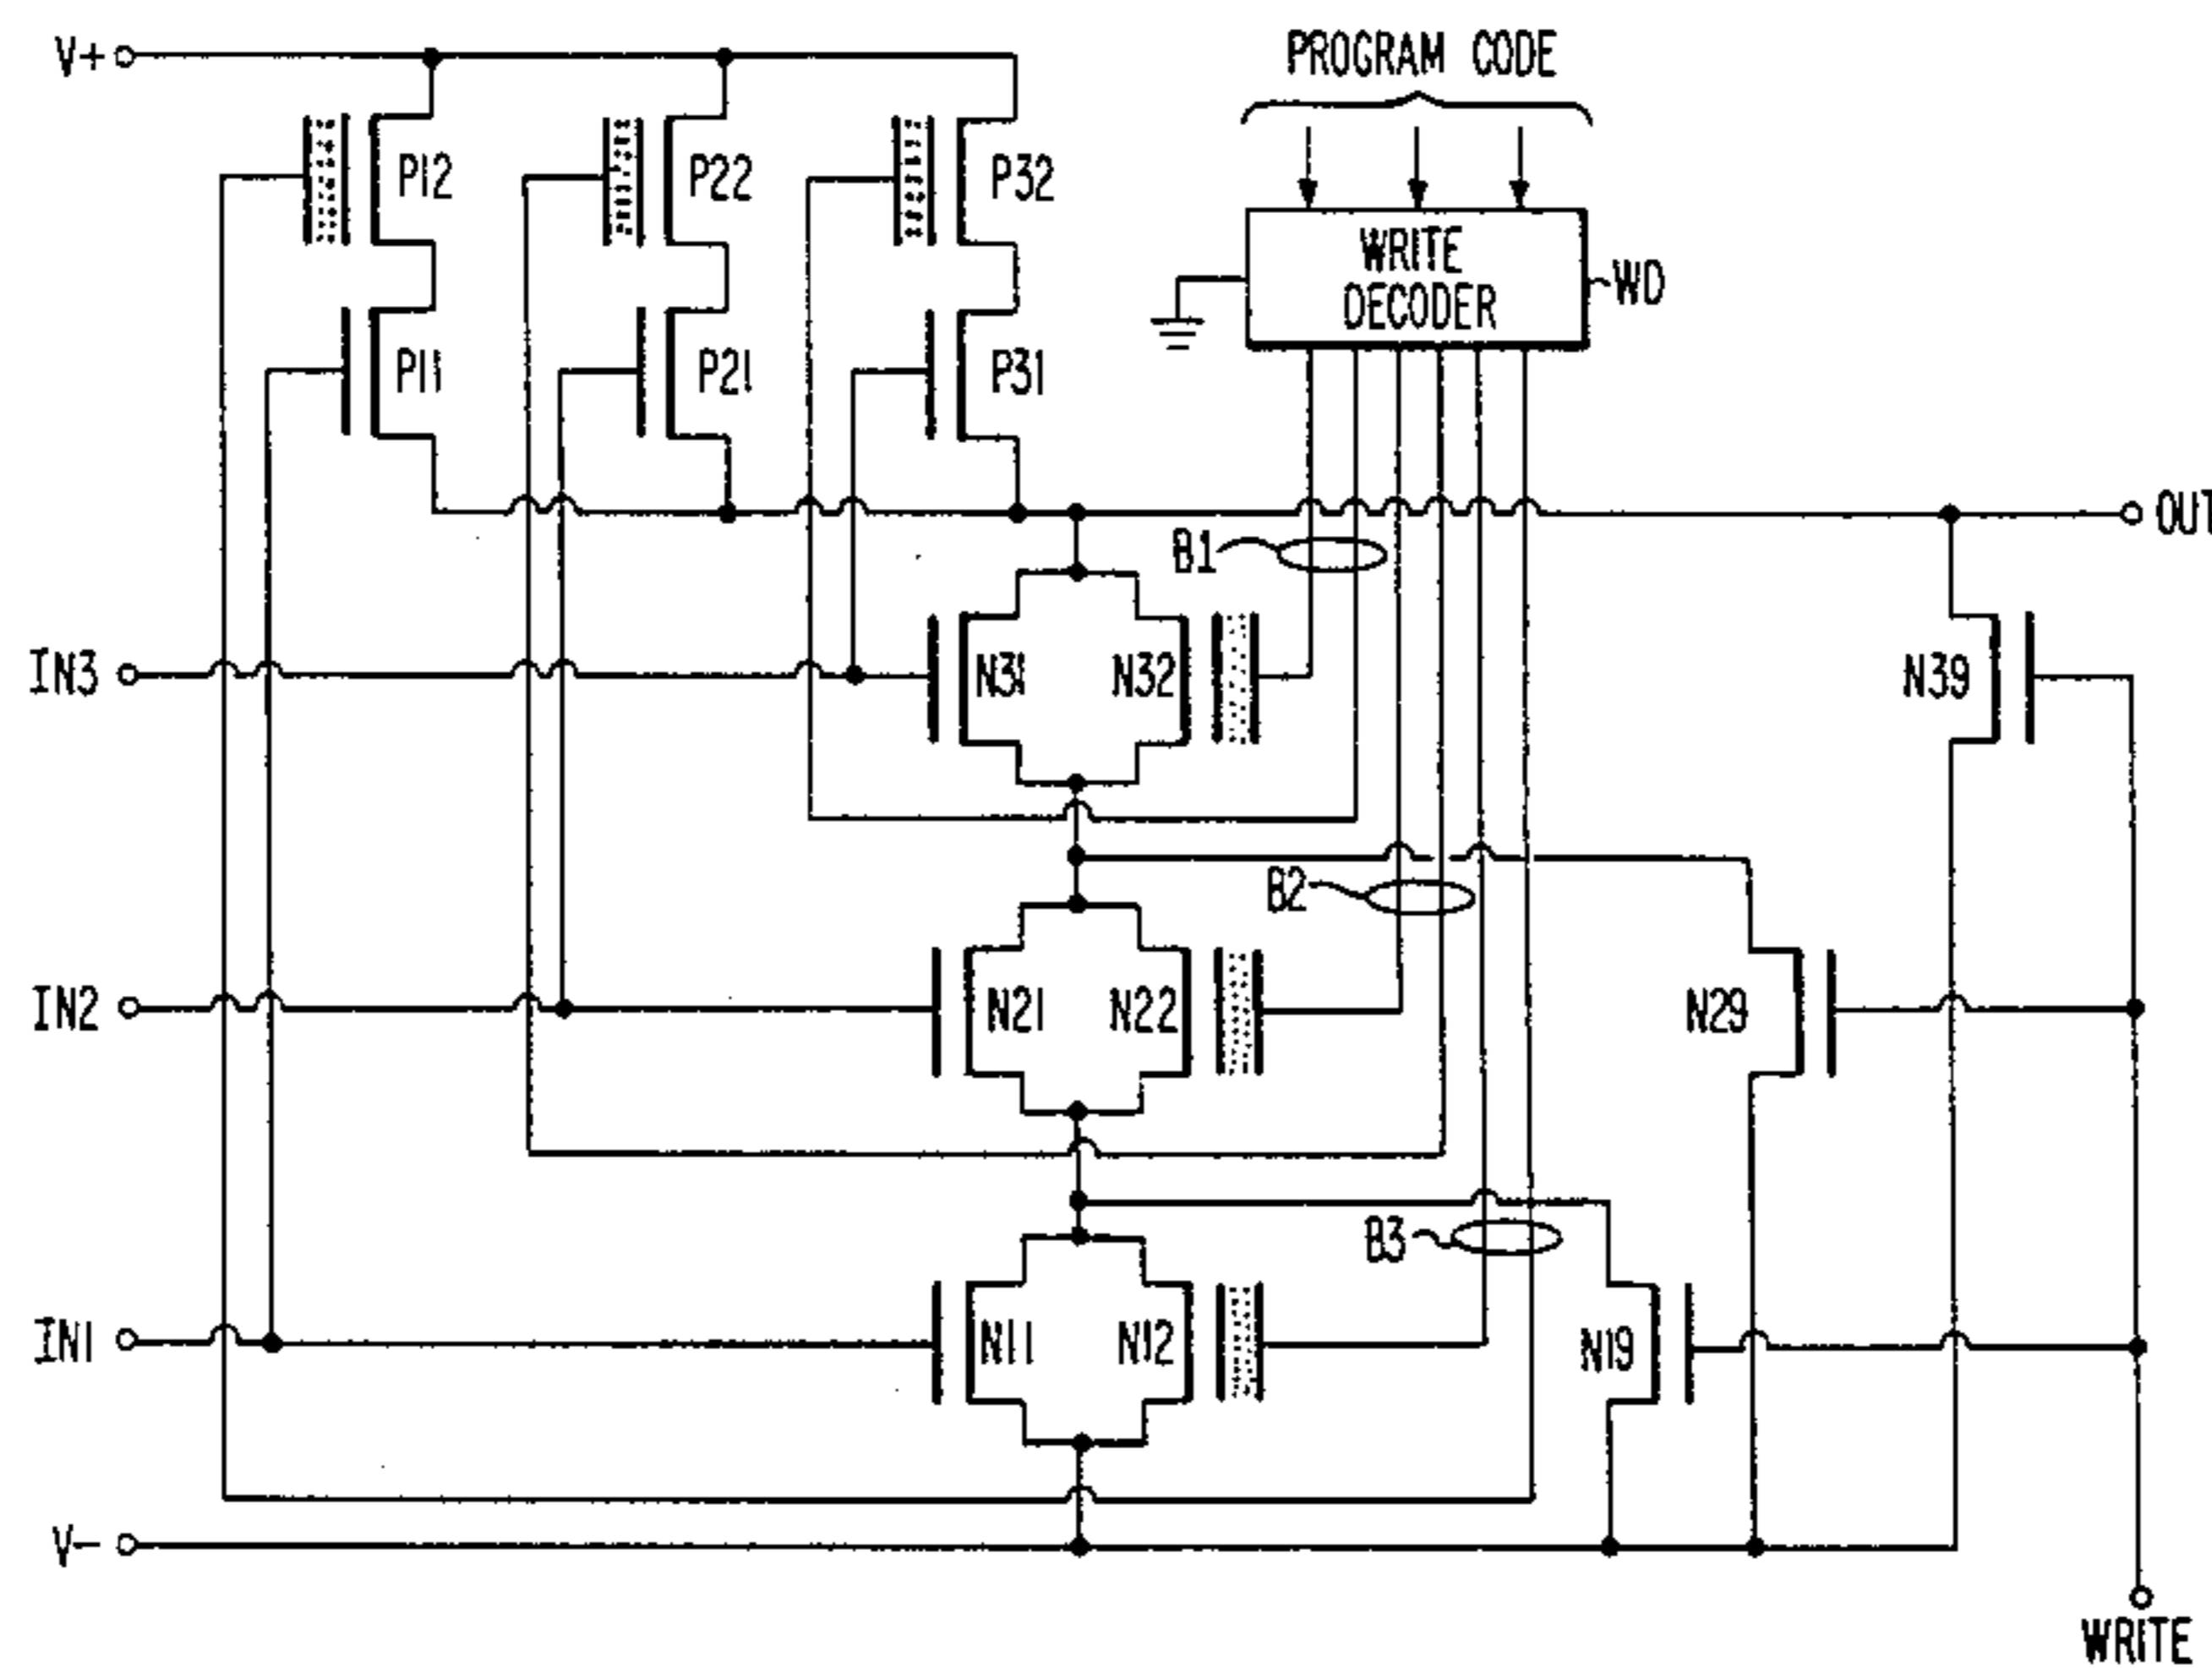 V+
PROGRAM CODE
P12
P22
P32
WRITE
DECODER
WD
P11
P21
P31
OUT
B1
IN3
N31
N32
N39
B2
IN2
N21
N22
N29
B3
IN1
N11
N12
N19
V-
WRITE